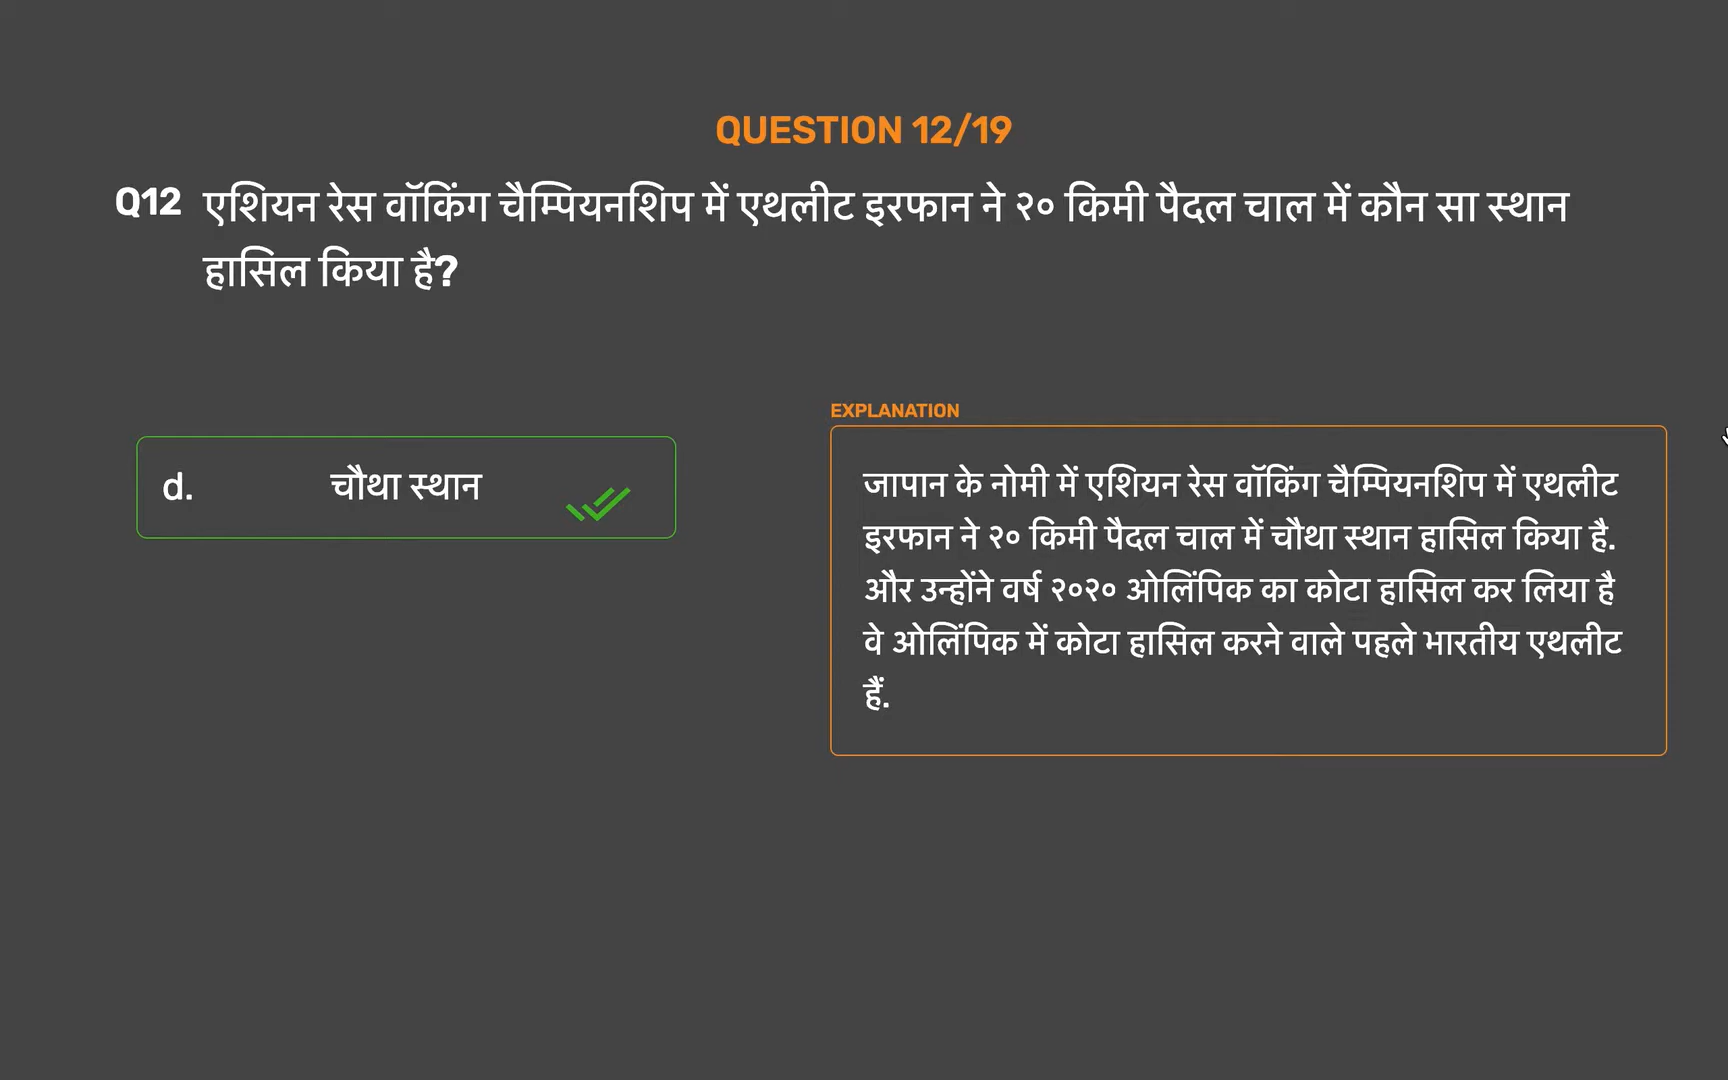 QUESTION 12/19
Q12 एशियन रेस वॉकिंग चैम्पियनशिप में एथलीट इरफान ने २० किमी पैदल चाल में कौन सा स्थान
हासिल किया है?
d. चौथा स्थान
EXPLANATION
जापान के नोमी में एशियन रेस वॉकिंग चैम्पियनशिप में एथलीट
इरफान ने २० किमी पैदल चाल में चौथा स्थान हासिल किया है.
और उन्होंने वर्ष २०२० ओलिंपिक का कोटा हासिल कर लिया है
वे ओलिंपिक में कोटा हासिल करने वाले पहले भारतीय एथलीट
हैं.